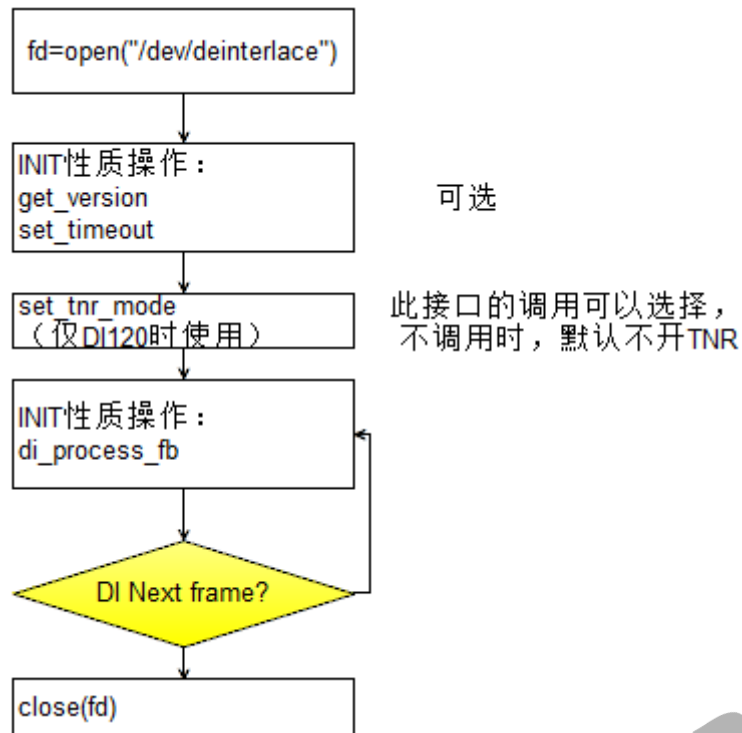 fd=open("/dev/deinterlace")
INIT性质操作：
get_version
set_timeout
可选
set_tnr_mode
（仅DI120时使用）
此接口的调用可以选择，
不调用时，默认不开TNR
INIT性质操作：
di_process_fb
DI Next frame?
close(fd)